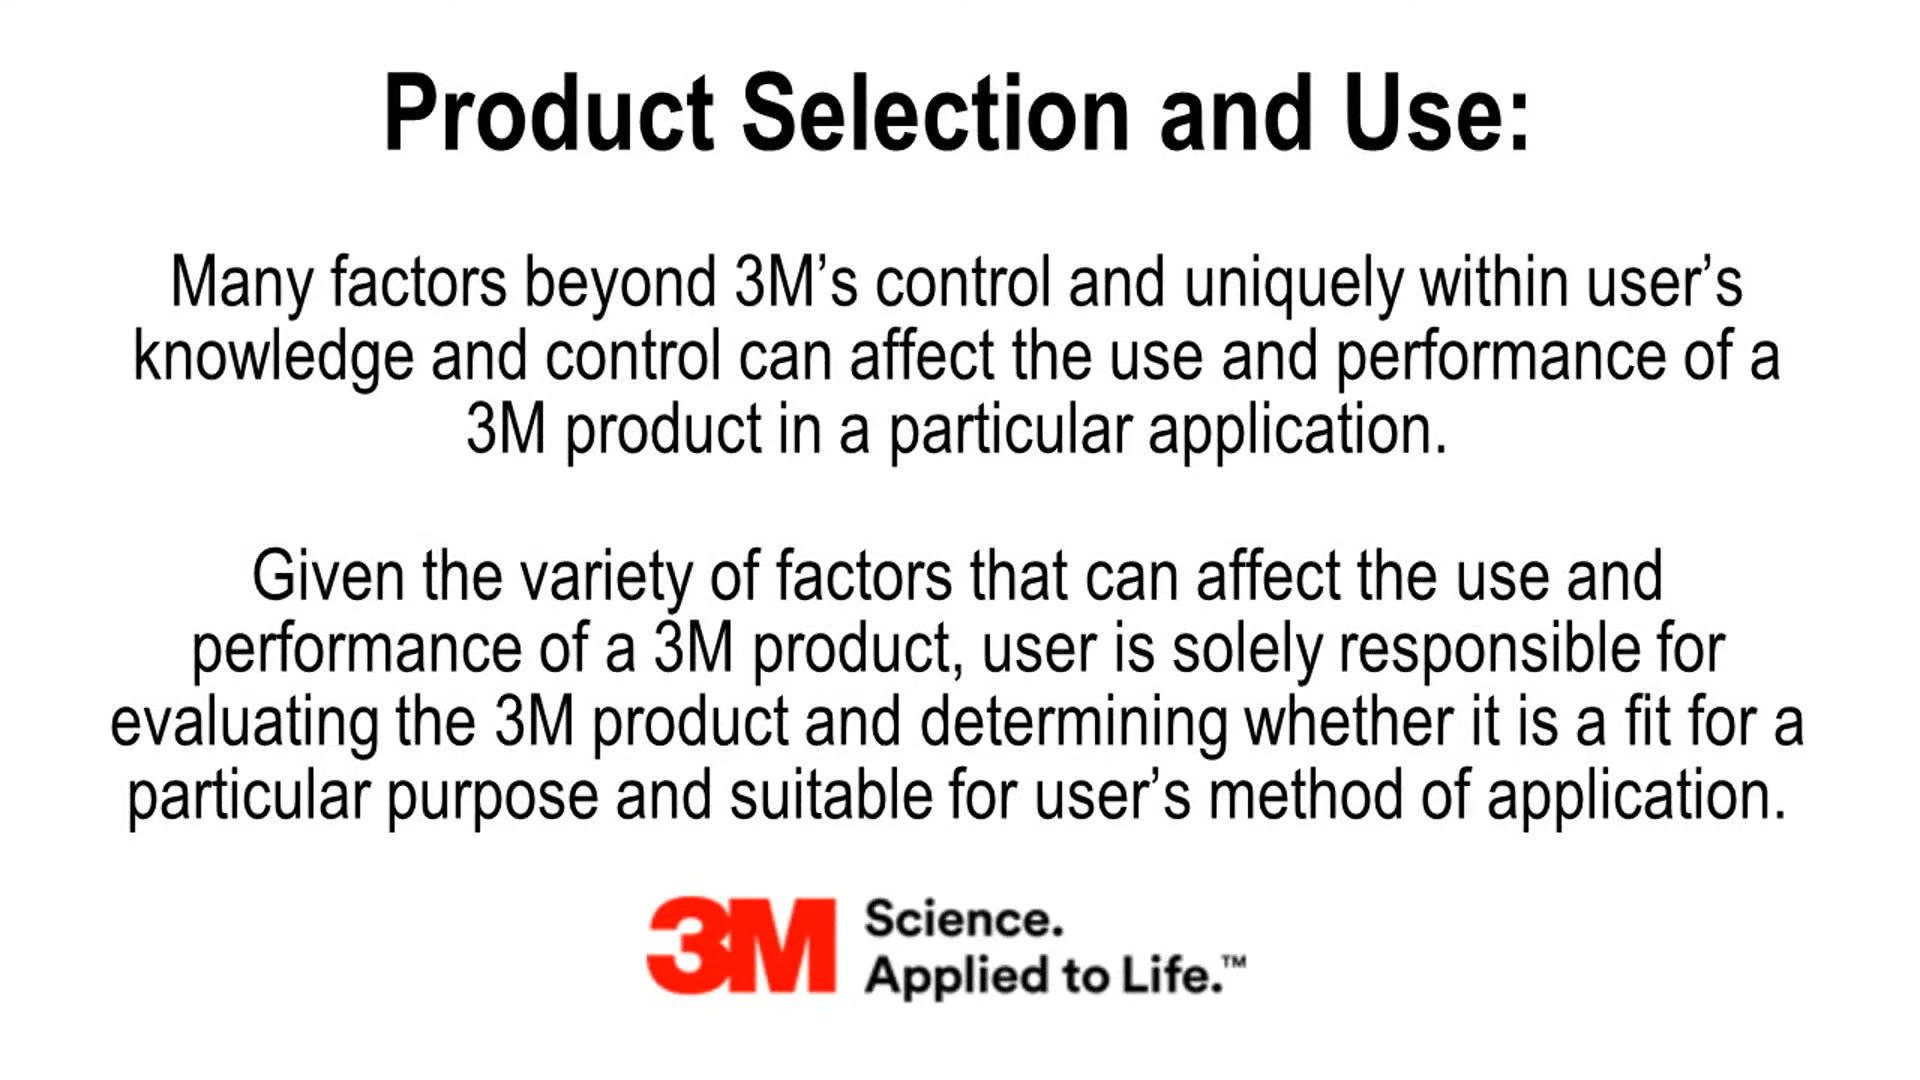 Product Selection and Use:
Many factors beyond 3M’s control and uniquely within user’s
knowledge and control can affect the use and performance of a
3M product in a particular application.
Given the variety of factors that can affect the use and
performance of a 3M product, user is solely responsible for
evaluating the 3M product and determining whether it is a fit for a
particular purpose and suitable for user’s method of application.
3M Science.
Applied to Life.™